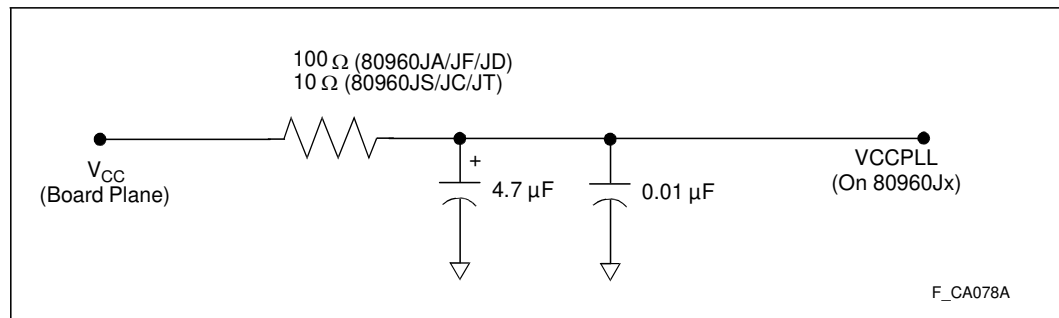 100 Ω (80960JA/JF/JD)
10 Ω (80960JS/JC/JT)
VCC
(Board Plane)
+
4.7 µF
0.01 µF
VCCPLL
(On 80960Jx)
F_CA078A